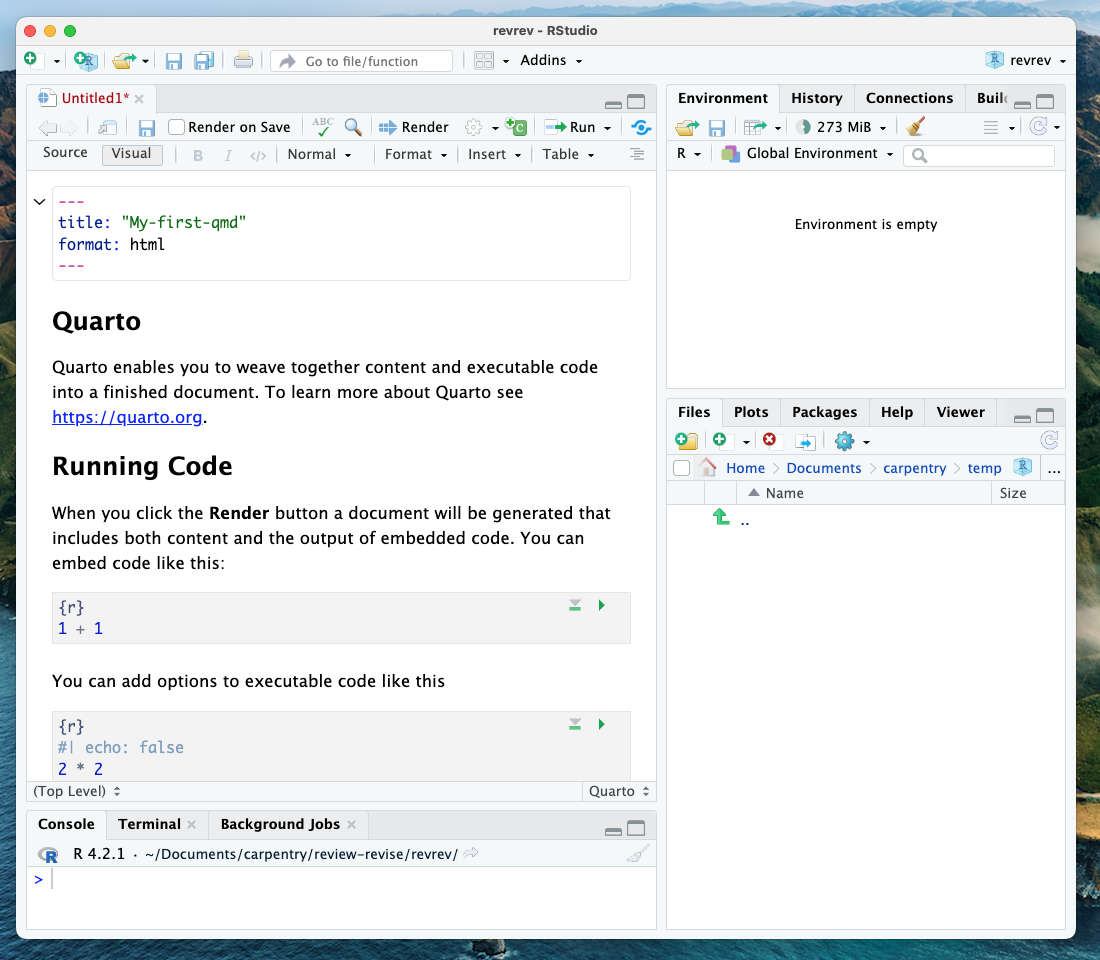 revrev - RStudio
Go to file/function
Addins
revrev
Untitled1*
Render on Save
ABC
Render
Run
Source
Visual
B
I
</>
Normal
Format
Insert
Table
---
title: "My-first-qmd"
format: html
---
Quarto
Quarto enables you to weave together content and executable code
into a finished document. To learn more about Quarto see
https://quarto.org.
Running Code
When you click the Render button a document will be generated that
includes both content and the output of embedded code. You can
embed code like this:
{r}
1 + 1
You can add options to executable code like this
{r}
#| echo: false
2 * 2
(Top Level)
Quarto
Console
Terminal
Background Jobs
R 4.2.1 · ~/Documents/carpentry/review-revise/revrev/
>
Environment
History
Connections
273 MiB
R
Global Environment
Environment is empty
Files
Plots
Packages
Help
Viewer
Home
Documents
carpentry
temp
...
Name
Size
..